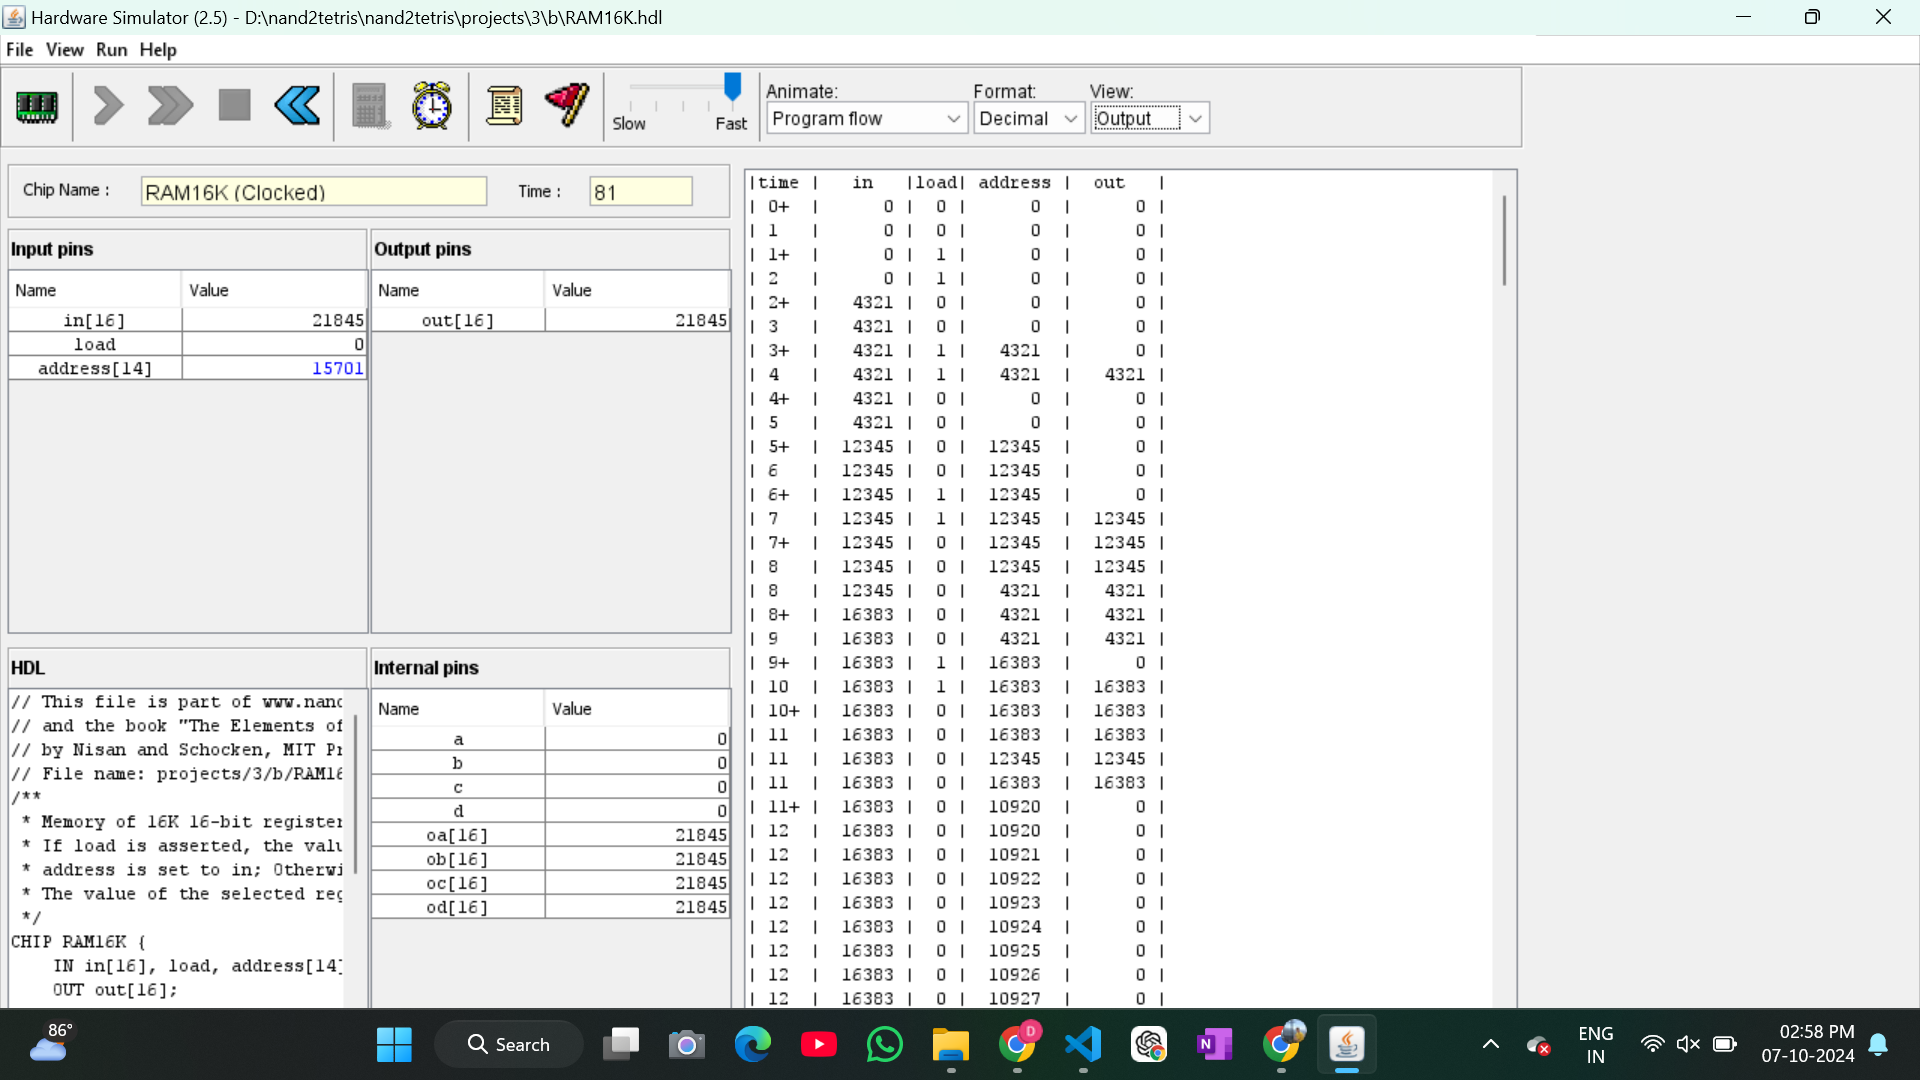 Hardware Simulator (2.5) - D:\nand2tetris\nand2tetris\projects\3\b\RAM16K.hdl
File View Run Help
Slow Fast
Animate: Format: View:
Program flow Decimal Output
Chip Name : RAM16K (Clocked) Time : 81
Input pins
Name Value
in[16] 21845
load 0
address[14] 15701
Output pins
Name Value
out[16] 21845
HDL
// This file is part of www.nand
// and the book "The Elements of
// by Nisan and Schocken, MIT Pr
// File name: projects/3/b/RAM16
/**
* Memory of 16K 16-bit register
* If load is asserted, the valu
* address is set to in; Otherwi
* The value of the selected reg
*/
CHIP RAM16K {
IN in[16], load, address[14]
OUT out[16];
Internal pins
Name Value
a 0
b 0
c 0
d 0
oa[16] 21845
ob[16] 21845
oc[16] 21845
od[16] 21845
|time | in |load| address | out |
| 0+ | 0 | 0 | 0 | 0 |
| 1 | 0 | 0 | 0 | 0 |
| 1+ | 0 | 1 | 0 | 0 |
| 2 | 0 | 1 | 0 | 0 |
| 2+ | 4321 | 0 | 0 | 0 |
| 3 | 4321 | 0 | 0 | 0 |
| 3+ | 4321 | 1 | 4321 | 0 |
| 4 | 4321 | 1 | 4321 | 4321 |
| 4+ | 4321 | 0 | 0 | 0 |
| 5 | 4321 | 0 | 0 | 0 |
| 5+ | 12345 | 0 | 12345 | 0 |
| 6 | 12345 | 0 | 12345 | 0 |
| 6+ | 12345 | 1 | 12345 | 0 |
| 7 | 12345 | 1 | 12345 | 12345 |
| 7+ | 12345 | 0 | 12345 | 12345 |
| 8 | 12345 | 0 | 12345 | 12345 |
| 8 | 12345 | 0 | 4321 | 4321 |
| 8+ | 16383 | 0 | 4321 | 4321 |
| 9 | 16383 | 0 | 4321 | 4321 |
| 9+ | 16383 | 1 | 16383 | 0 |
| 10 | 16383 | 1 | 16383 | 16383 |
| 10+ | 16383 | 0 | 16383 | 16383 |
| 11 | 16383 | 0 | 16383 | 16383 |
| 11 | 16383 | 0 | 12345 | 12345 |
| 11 | 16383 | 0 | 16383 | 16383 |
| 11+ | 16383 | 0 | 10920 | 0 |
| 12 | 16383 | 0 | 10920 | 0 |
| 12 | 16383 | 0 | 10921 | 0 |
| 12 | 16383 | 0 | 10922 | 0 |
| 12 | 16383 | 0 | 10923 | 0 |
| 12 | 16383 | 0 | 10924 | 0 |
| 12 | 16383 | 0 | 10925 | 0 |
| 12 | 16383 | 0 | 10926 | 0 |
| 12 | 16383 | 0 | 10927 | 0 |
86°
Search
D
N
ENG
IN
02:58 PM
07-10-2024